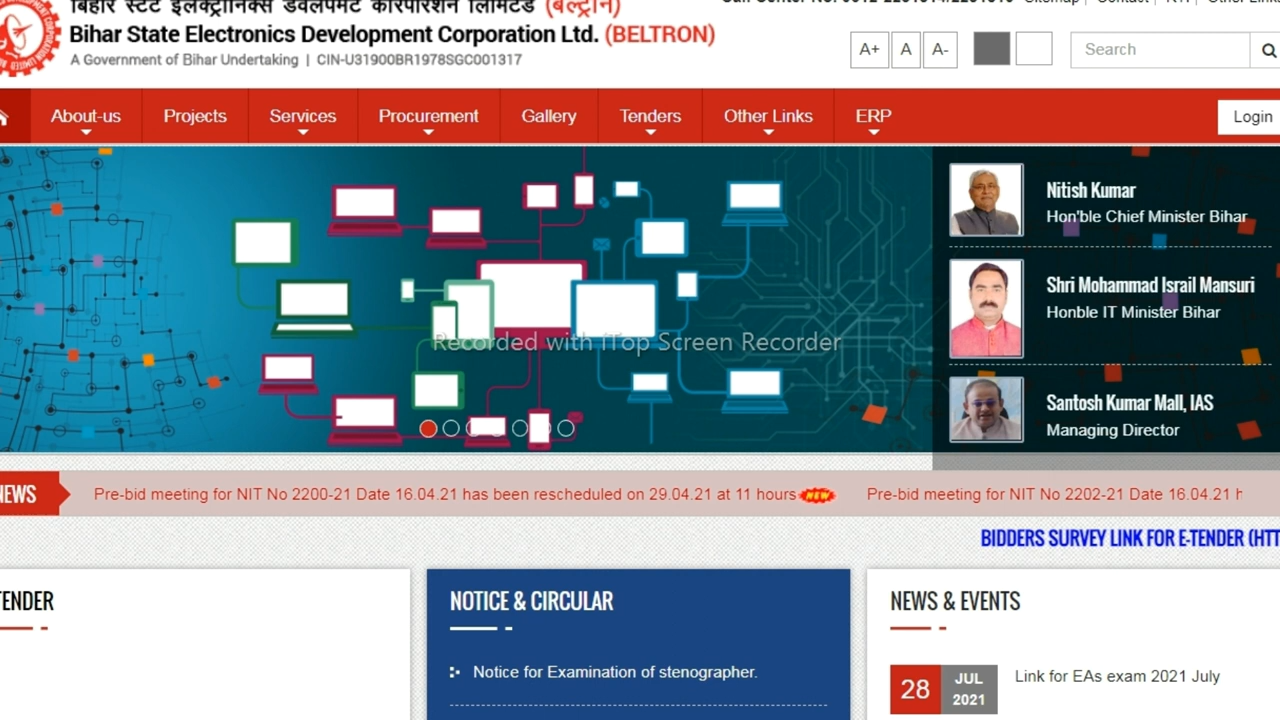 बिहार स्टेट इलेक्ट्रॉनिक्स डेवलपमेंट कॉरपोरेशन लिमिटेड (बेल्ट्रॉन)
Bihar State Electronics Development Corporation Ltd. (BELTRON)
A Government of Bihar Undertaking | CIN-U31900BR1978SGC001317
A+ A A- Search
About-us Projects Services Procurement Gallery Tenders Other Links ERP Login
Nitish Kumar
Hon'ble Chief Minister Bihar
Shri Mohammad Israil Mansuri
Honble IT Minister Bihar
Recorded with iTop Screen Recorder
Santosh Kumar Mall, IAS
Managing Director
NEWS Pre-bid meeting for NIT No 2200-21 Date 16.04.21 has been rescheduled on 29.04.21 at 11 hours NEW Pre-bid meeting for NIT No 2202-21 Date 16.04.21 h
BIDDERS SURVEY LINK FOR E-TENDER (HTT
TENDER
NOTICE & CIRCULAR
Notice for Examination of stenographer.
NEWS & EVENTS
28 JUL 2021 Link for EAs exam 2021 July